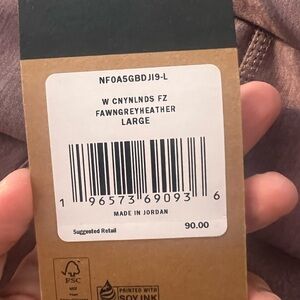 NF0A5GBDJI9-L
W CNYNLNDS FZ
FAWNGREYHEATHER
LARGE
1 96573 69093 6
MADE IN JORDAN
Suggested Retail 90.00
FSC
PRINTED WITH
SOY INK